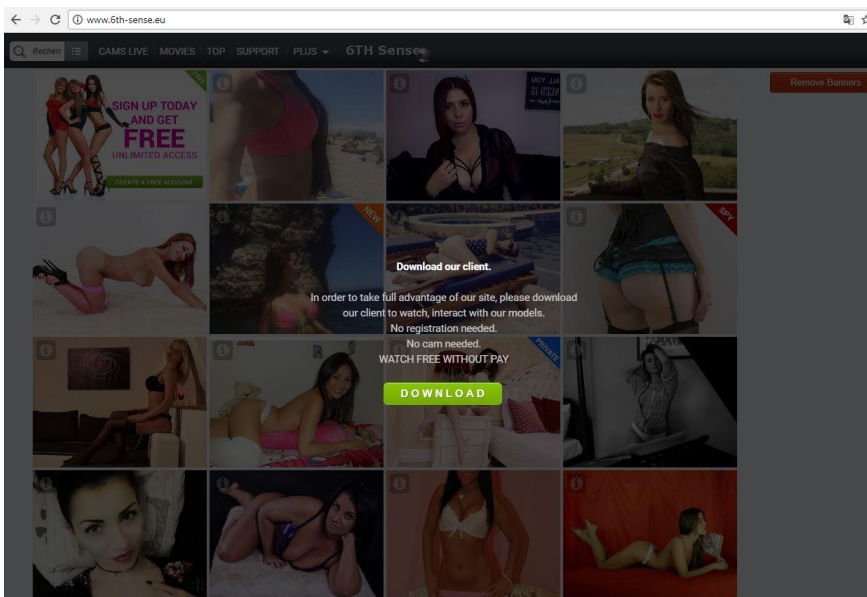 www.6th-sense.eu
Rechen CAMS LIVE MOVIES TOP SUPPORT PLUS 6TH Sense
Remove Banners
FREE
SIGN UP TODAY
AND GET
FREE
UNLIMITED ACCESS
CREATE A FREE ACCOUNT
NEW
SPY
Download our client.
In order to take full advantage of our site, please download
our client to watch, interact with our models.
No registration needed.
No cam needed.
WATCH FREE WITHOUT PAY
PRIVATE
DOWNLOAD